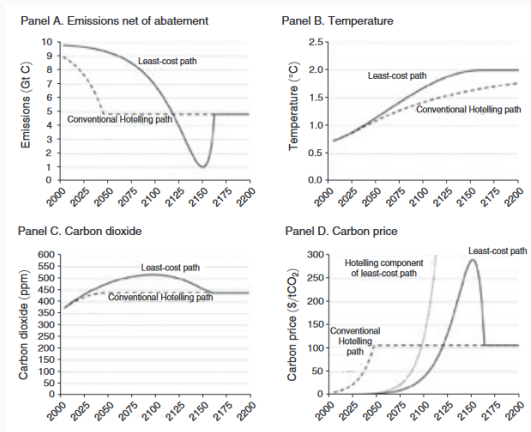 Panel A. Emissions net of abatement
Emissions (Gt C)
10
9
8
7
6
5
4
3
2
1
0
Least-cost path
Conventional Hotelling path
2000 2025 2050 2075 2100 2125 2150 2175 2200
Panel B. Temperature
Temperature (°C)
2.5
2.0
1.5
1.0
0.5
0.0
Least-cost path
Conventional Hotelling path
2000 2025 2050 2075 2100 2125 2150 2175 2200
Panel C. Carbon dioxide
Carbon dioxide (ppm)
600
550
500
450
400
350
300
250
200
150
100
50
0
Least-cost path
Conventional Hotelling path
2000 2025 2050 2075 2100 2125 2150 2175 2200
Panel D. Carbon price
Carbon price ($/tCO₂)
300
250
200
150
100
50
0
Least-cost path
Hotelling component
of least-cost path
Conventional
Hotelling
path
2000 2025 2050 2075 2100 2125 2150 2175 2200